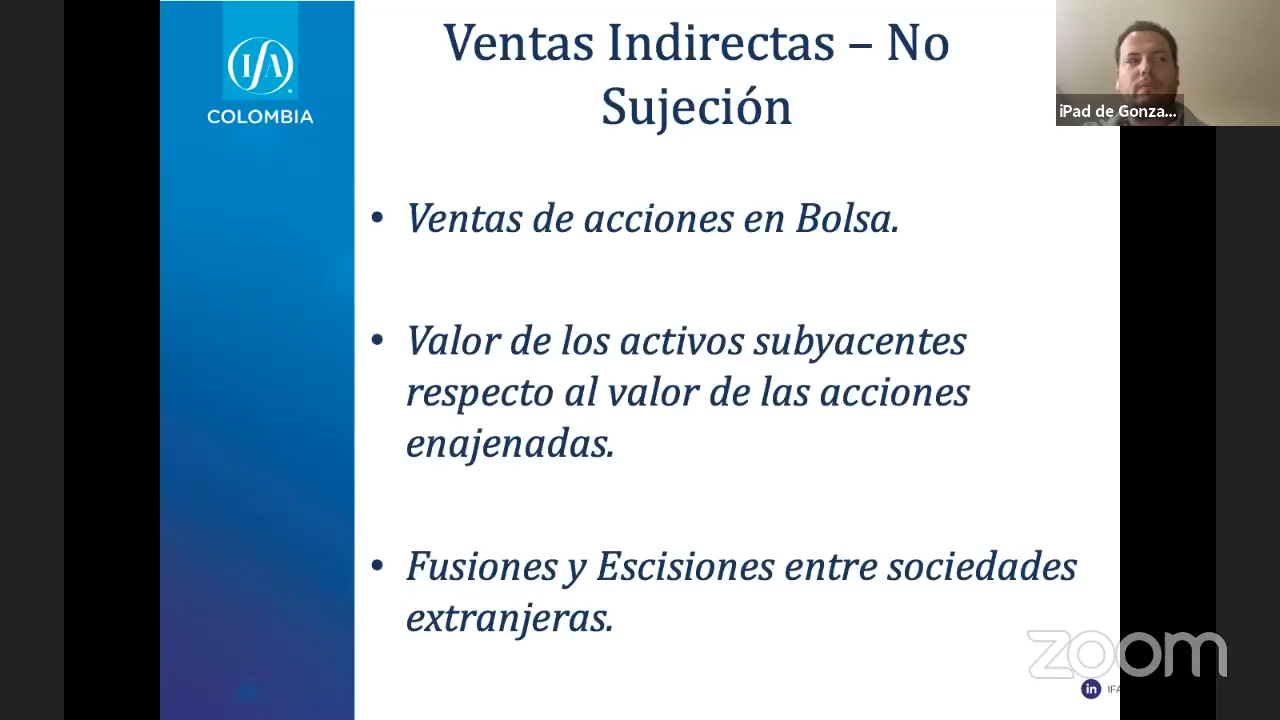 IFA
COLOMBIA
Ventas Indirectas – No
Sujeción
iPad de Gonza...
• Ventas de acciones en Bolsa.
• Valor de los activos subyacentes
respecto al valor de las acciones
enajenadas.
• Fusiones y Escisiones entre sociedades
extranjeras.
zoom
in IFA